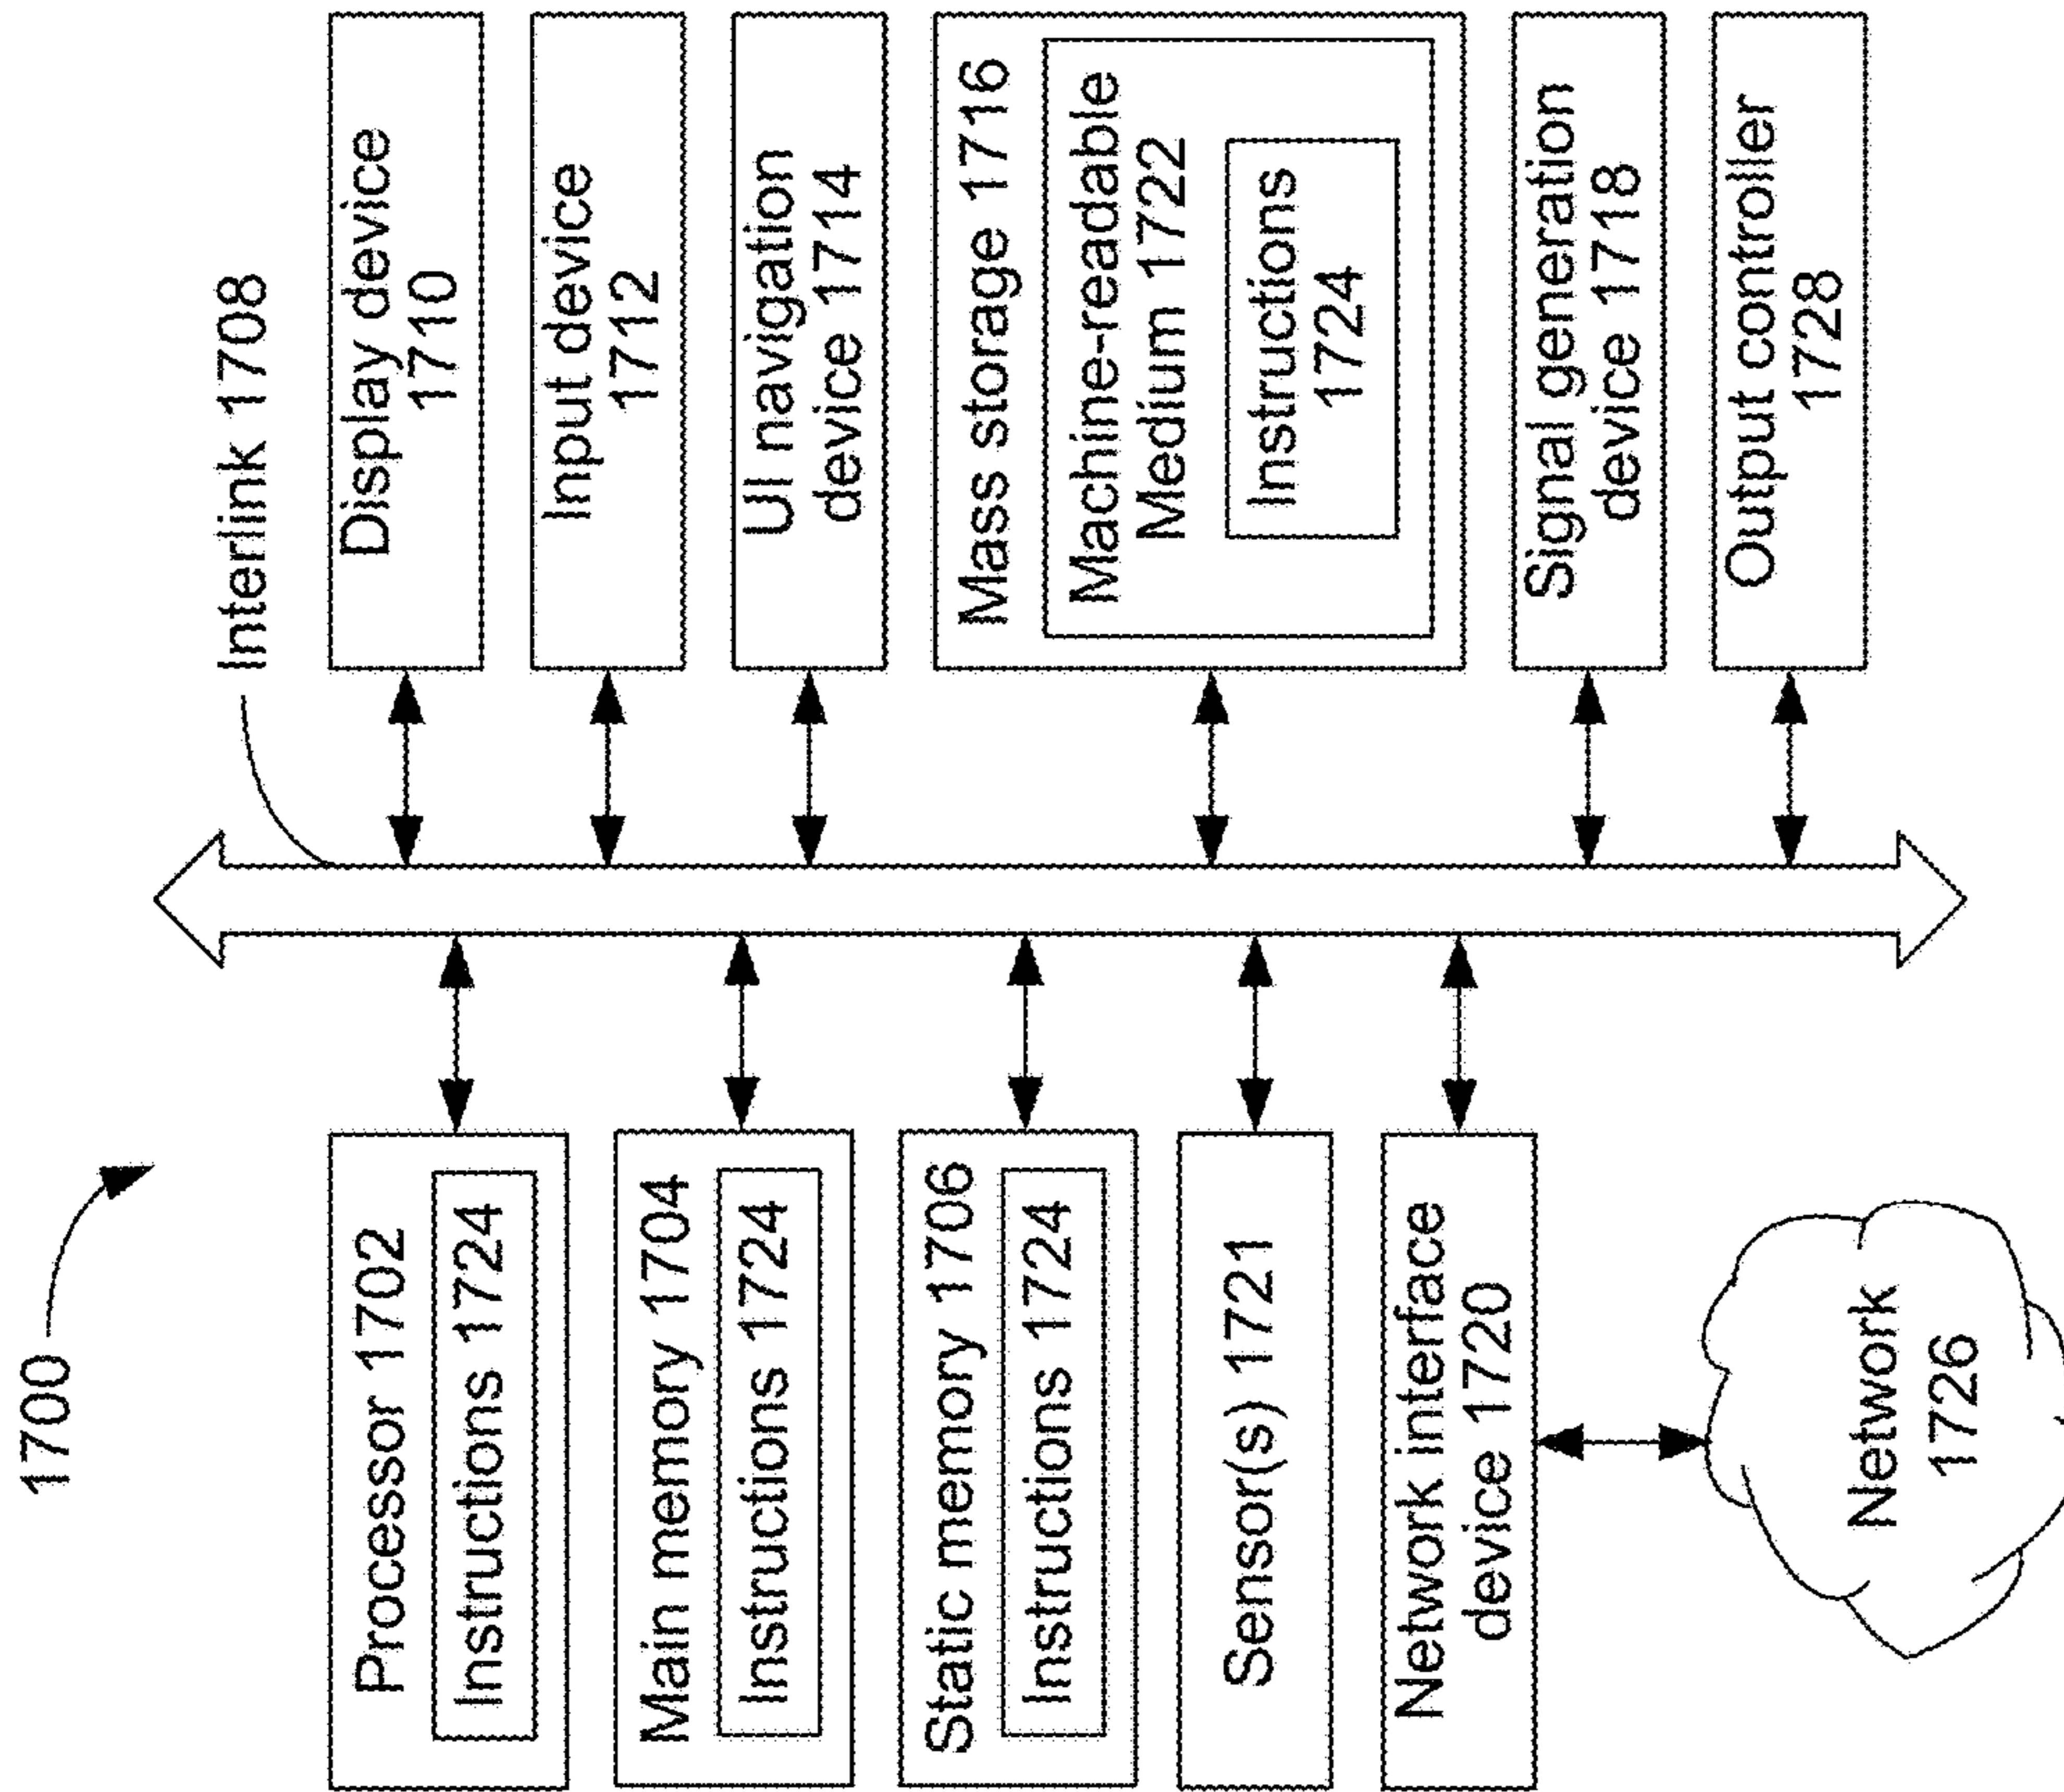 1700
Processor 1702
Instructions 1724
Main memory 1704
Instructions 1724
Static memory 1706
Instructions 1724
Sensor(s) 1721
Network interface
device 1720
Network
1726
Interlink 1708
Display device
1710
Input device
1712
UI navigation
device 1714
Mass storage 1716
Machine-readable
Medium 1722
Instructions
1724
Signal generation
device 1718
Output controller
1728